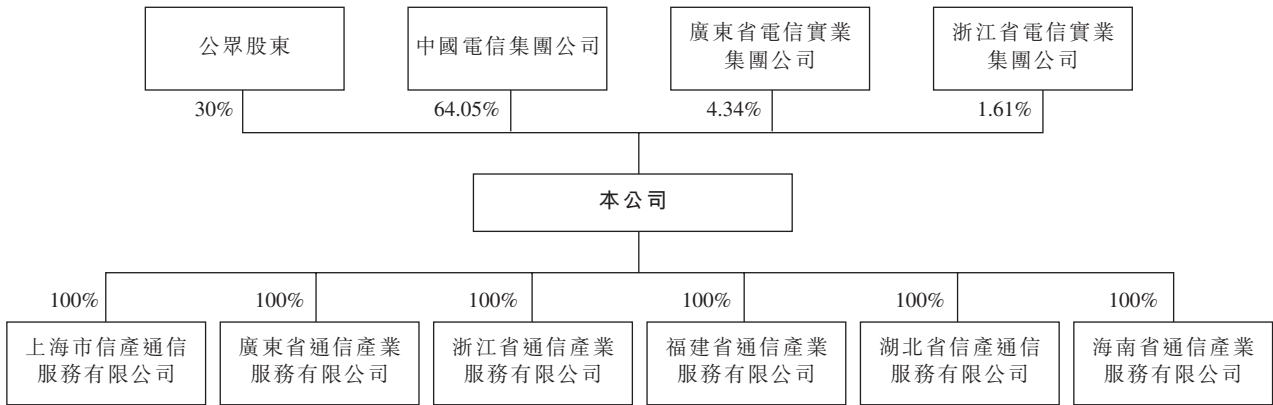 公眾股東
中國電信集團公司
廣東省電信實業
集團公司
浙江省電信實業
集團公司
30%
64.05%
4.34%
1.61%
本公司
100%
100%
100%
100%
100%
100%
上海市信產通信
服務有限公司
廣東省通信產業
服務有限公司
浙江省通信產業
服務有限公司
福建省通信產業
服務有限公司
湖北省信產通信
服務有限公司
海南省通信產業
服務有限公司